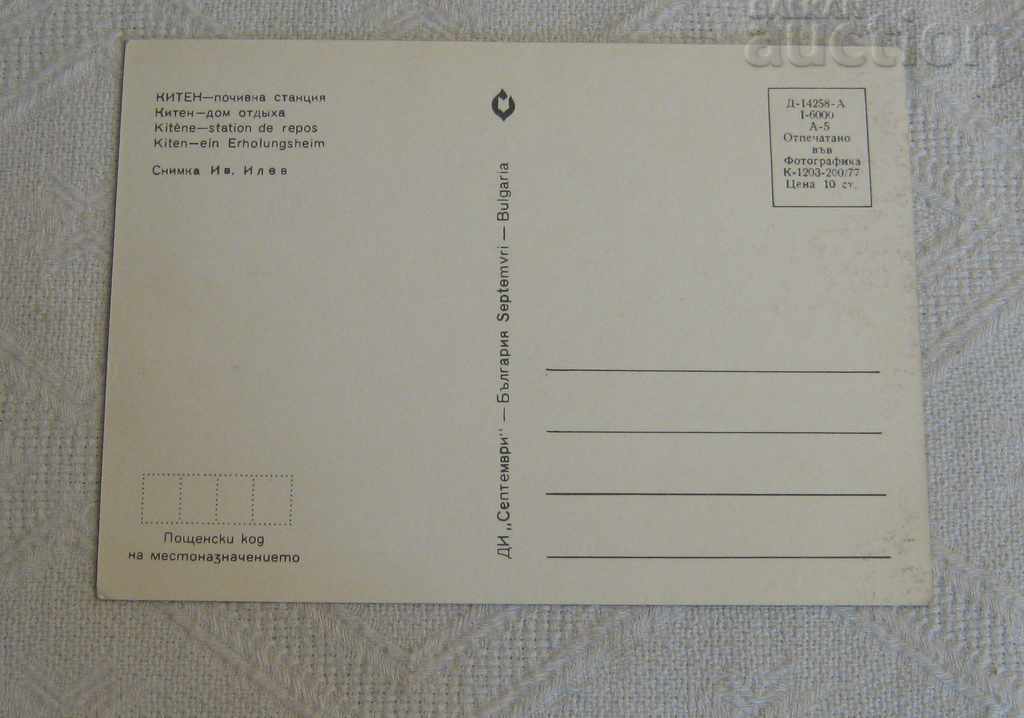 BALKAN
auction
КИТЕН—почивна станция
Китен—дом отдыха
Kitène—station de repos
Kiten—ein Erholungsheim
Снимка Ив. Илев
Пощенски код
на местоназначението
ДИ „Септември" — България Septemvri — Bulgaria
Д-14258-А
I-6000
А-5
Отпечатано
във
Фотографика
К-1203-200/77
Цена 10 ст.